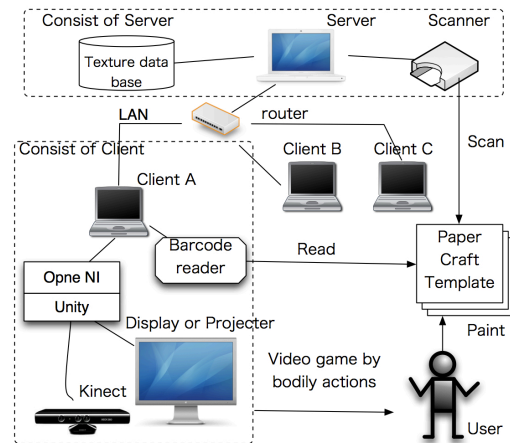 Consist of Server
Server
Scanner
Texture data
base
LAN
router
Scan
Consist of Client
Client B
Client C
Client A
Barcode
reader
Read
Paper
Craft
Template
Opne NI
Unity
Display or Projecter
Paint
Video game by
bodily actions
Kinect
User